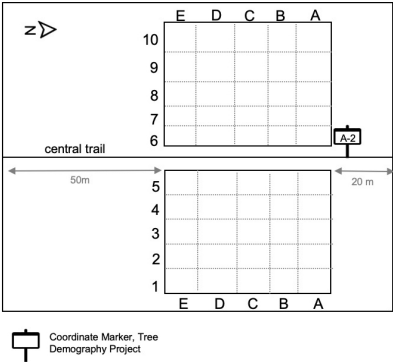 E D C B A
N
10
9
8
7
6
A-2
central trail
50m
20 m
5
4
3
2
1
E D C B A
Coordinate Marker, Tree
Demography Project